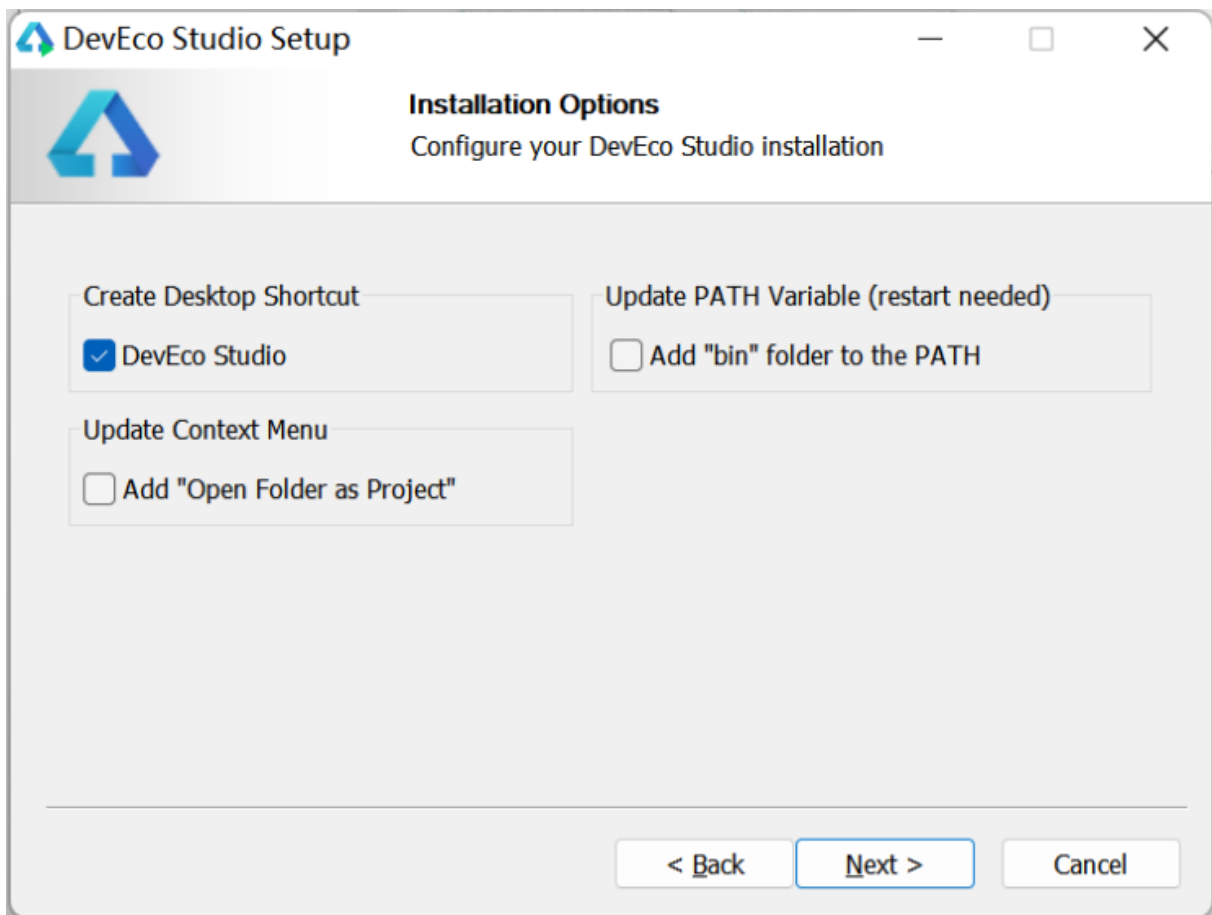 DevEco Studio Setup
Installation Options
Configure your DevEco Studio installation
Create Desktop Shortcut
DevEco Studio
Update PATH Variable (restart needed)
Add "bin" folder to the PATH
Update Context Menu
Add "Open Folder as Project"
< Back
Next >
Cancel